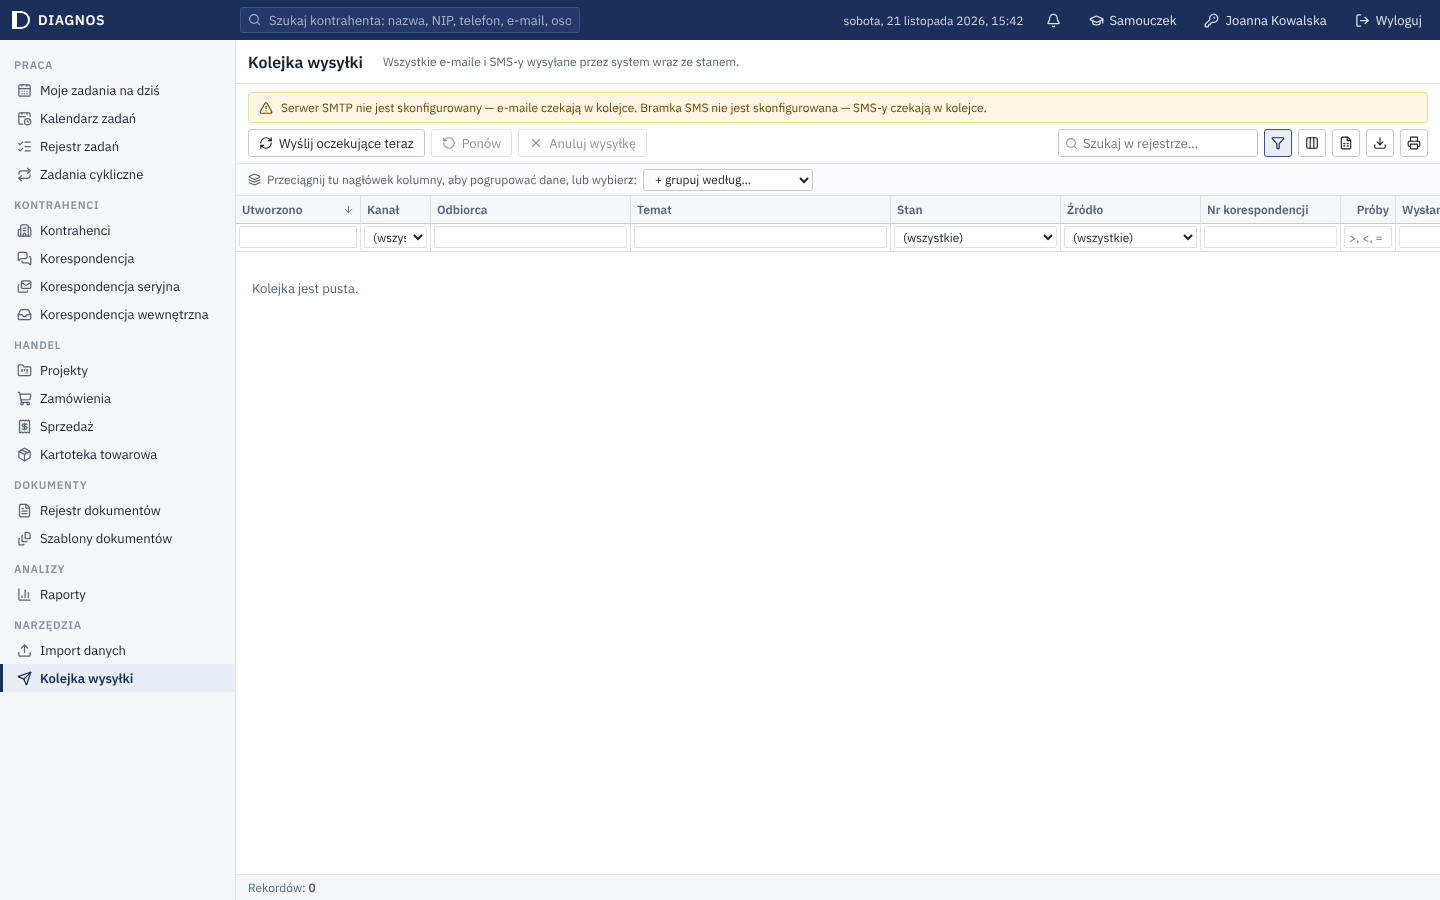 DIAGNOS
Szukaj kontrahenta: nazwa, NIP, telefon, e-mail, oso
sobota, 21 listopada 2026, 15:42
Samouczek
Joanna Kowalska
Wyloguj
PRACA
Moje zadania na dziś
Kalendarz zadań
Rejestr zadań
Zadania cykliczne
KONTRAHENCI
Kontrahenci
Korespondencja
Korespondencja seryjna
Korespondencja wewnętrzna
HANDEL
Projekty
Zamówienia
Sprzedaż
Kartoteka towarowa
DOKUMENTY
Rejestr dokumentów
Szablony dokumentów
ANALIZY
Raporty
NARZĘDZIA
Import danych
Kolejka wysyłki
Kolejka wysyłki Wszystkie e-maile i SMS-y wysyłane przez system wraz ze stanem.
Serwer SMTP nie jest skonfigurowany — e-maile czekają w kolejce. Bramka SMS nie jest skonfigurowana — SMS-y czekają w kolejce.
Wyślij oczekujące teraz Ponów Anuluj wysyłkę Szukaj w rejestrze...
Przeciągnij tu nagłówek kolumny, aby pogrupować dane, lub wybierz: + grupuj według...
Utworzono ↓ Kanał Odbiorca Temat Stan Źródło Nr korespondencji Próby Wysłan
(wszys (wszystkie) (wszystkie) >, <, =
Kolejka jest pusta.
Rekordów: 0